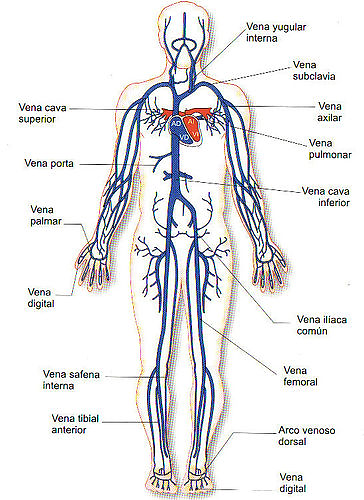 Vena yugular
interna
Vena
subclavia
Vena cava
superior
Vena
axilar
AD
AI
VD
Vena
pulmonar
Vena porta
Vena cava
inferior
Vena
palmar
Vena
digital
Vena iliaca
común
Vena
femoral
Vena safena
interna
Vena tibial
anterior
Arco venoso
dorsal
Vena
digital